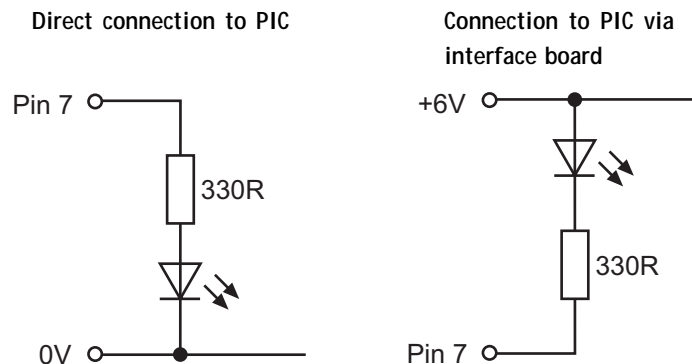 Direct connection to PIC
Pin 7
330R
0V
Connection to PIC via
interface board
+6V
330R
Pin 7